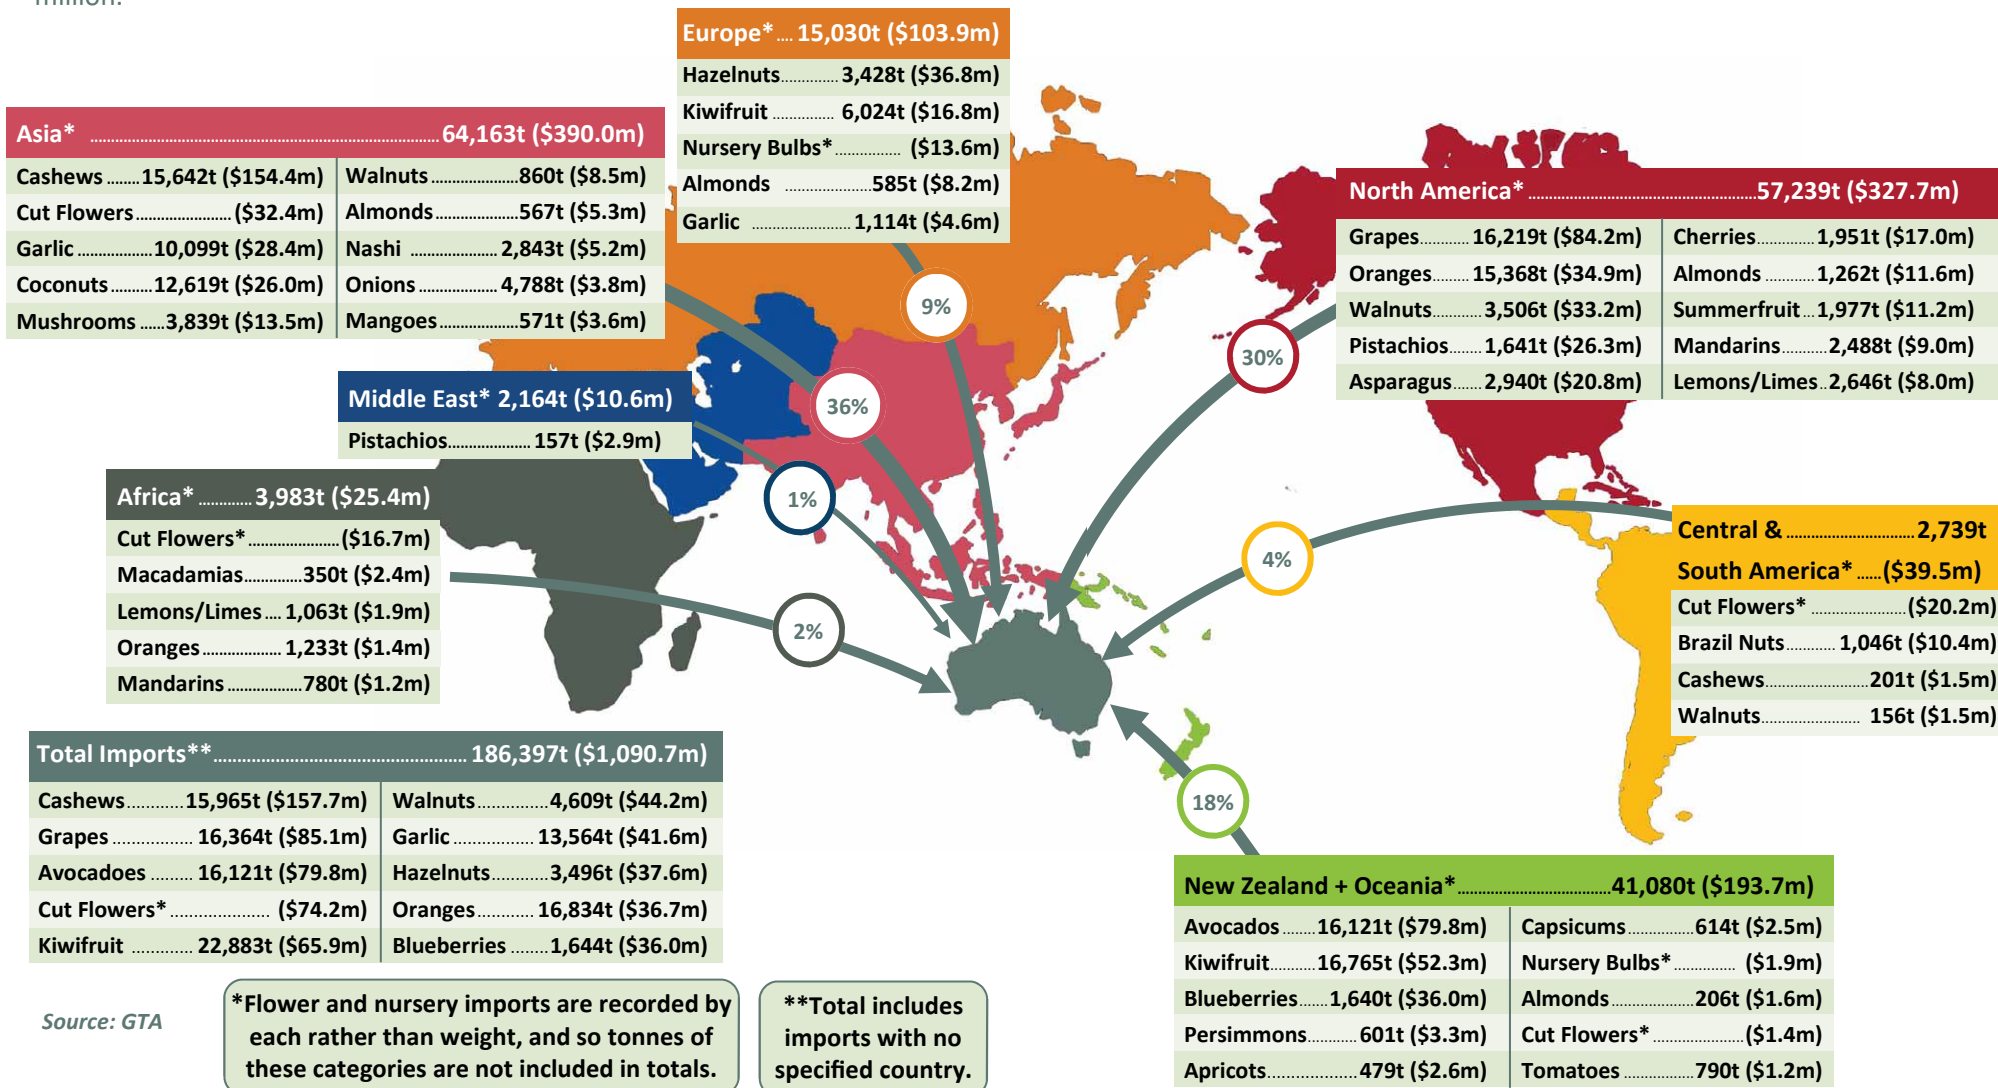 million.
Europe* .... 15,030t ($103.9m)
Hazelnuts.............. 3,428t ($36.8m)
Kiwifruit .............. 6,024t ($16.8m)
Nursery Bulbs*............... ($13.6m)
Almonds ....................585t ($8.2m)
Garlic ....................... 1,114t ($4.6m)
Asia* ....................64,163t ($390.0m)
Cashews ........15,642t ($154.4m)
Cut Flowers....................... ($32.4m)
Garlic ..................10,099t ($28.4m)
Coconuts..........12,619t ($26.0m)
Mushrooms ......3,839t ($13.5m)
Walnuts.....................860t ($8.5m)
Almonds....................567t ($5.3m)
Nashi ....................2,843t ($5.2m)
Onions ................... 4,788t ($3.8m)
Mangoes...................571t ($3.6m)
North America*....................57,239t ($327.7m)
Grapes............ 16,219t ($84.2m)
Oranges.......... 15,368t ($34.9m)
Walnuts.............3,506t ($33.2m)
Pistachios........ 1,641t ($26.3m)
Asparagus....... 2,940t ($20.8m)
Cherries..............1,951t ($17.0m)
Almonds ............. 1,262t ($11.6m)
Summerfruit... 1,977t ($11.2m)
Mandarins...........2,488t ($9.0m)
Lemons/Limes.. 2,646t ($8.0m)
9%
30%
36%
Middle East* 2,164t ($10.6m)
Pistachios.................... 157t ($2.9m)
1%
Africa* ............. 3,983t ($25.4m)
Cut Flowers*......................($16.7m)
Macadamias..............350t ($2.4m)
Lemons/Limes .... 1,063t ($1.9m)
Oranges................... 1,233t ($1.4m)
Mandarins ..................780t ($1.2m)
2%
4%
Central & ............................... 2,739t
South America* ......($39.5m)
Cut Flowers* .......................($20.2m)
Brazil Nuts............ 1,046t ($10.4m)
Cashews.........................201t ($1.5m)
Walnuts........................ 156t ($1.5m)
18%
Total Imports**.................... 186,397t ($1,090.7m)
Cashews............15,965t ($157.7m)
Grapes ................. 16,364t ($85.1m)
Avocadoes ......... 16,121t ($79.8m)
Cut Flowers*..................... ($74.2m)
Kiwifruit .............. 22,883t ($65.9m)
Walnuts...............4,609t ($44.2m)
Garlic ................. 13,564t ($41.6m)
Hazelnuts............3,496t ($37.6m)
Oranges............ 16,834t ($36.7m)
Blueberries ........1,644t ($36.0m)
New Zealand + Oceania*....................41,080t ($193.7m)
Avocados ........16,121t ($79.8m)
Kiwifruit...........16,765t ($52.3m)
Blueberries.......1,640t ($36.0m)
Persimmons............601t ($3.3m)
Apricots....................479t ($2.6m)
Capsicums...............614t ($2.5m)
Nursery Bulbs*............... ($1.9m)
Almonds ...................206t ($1.6m)
Cut Flowers*......................($1.4m)
Tomatoes ................790t ($1.2m)
Source: GTA
*Flower and nursery imports are recorded by
each rather than weight, and so tonnes of
these categories are not included in totals.
**Total includes
imports with no
specified country.